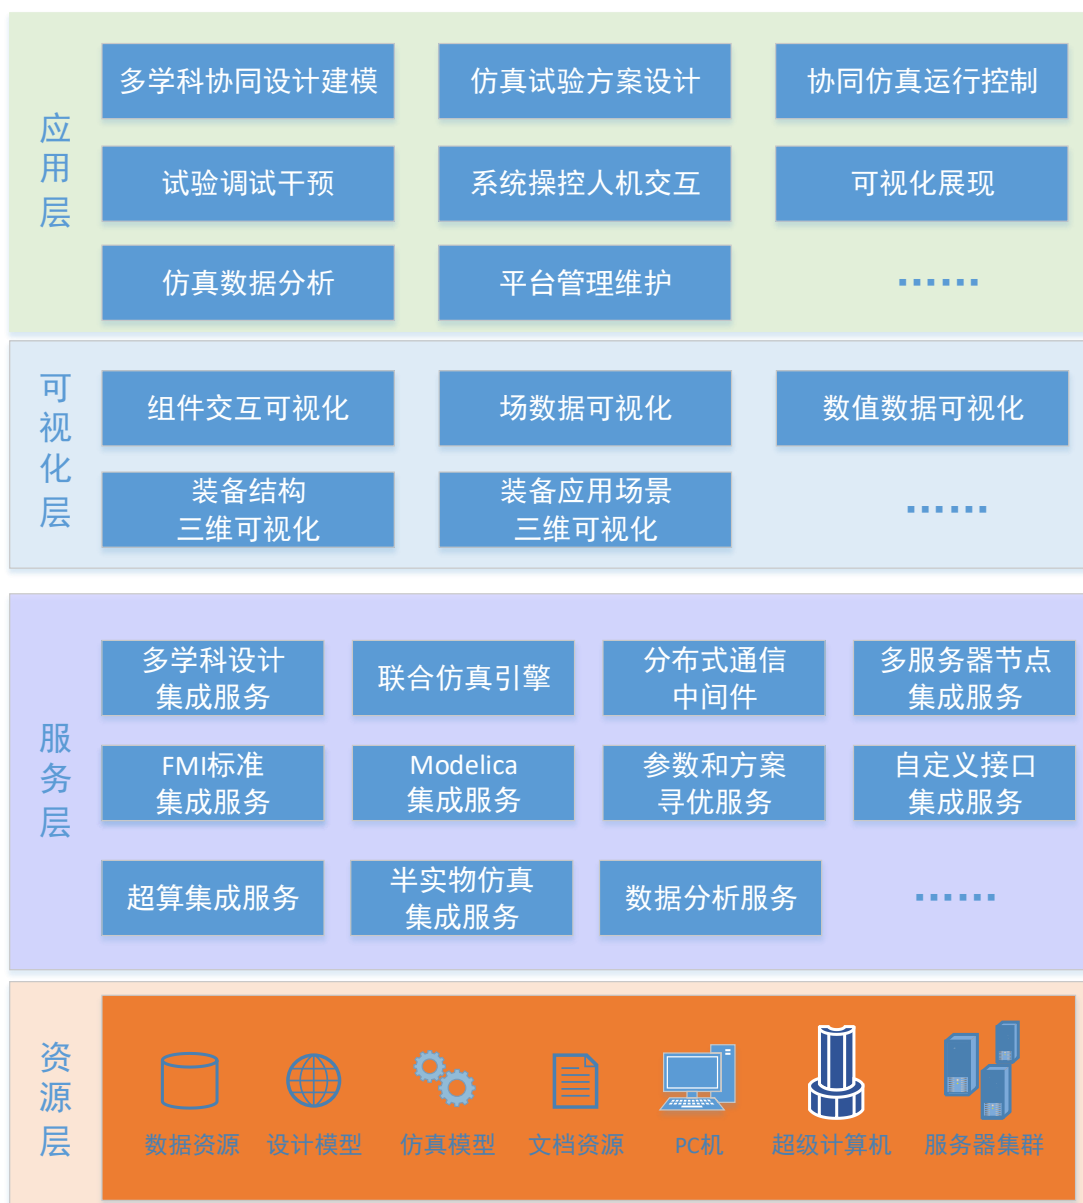 应用层
多学科协同设计建模
仿真试验方案设计
协同仿真运行控制
试验调试干预
系统操控人机交互
可视化展现
仿真数据分析
平台管理维护
……
可视化层
组件交互可视化
场数据可视化
数值数据可视化
装备结构
三维可视化
装备应用场景
三维可视化
……
服务层
多学科设计
集成服务
联合仿真引擎
分布式通信
中间件
多服务器节点
集成服务
FMI标准
集成服务
Modelica
集成服务
参数和方案
寻优服务
自定义接口
集成服务
超算集成服务
半实物仿真
集成服务
数据分析服务
……
资源层
数据资源
设计模型
仿真模型
文档资源
PC机
超级计算机
服务器集群